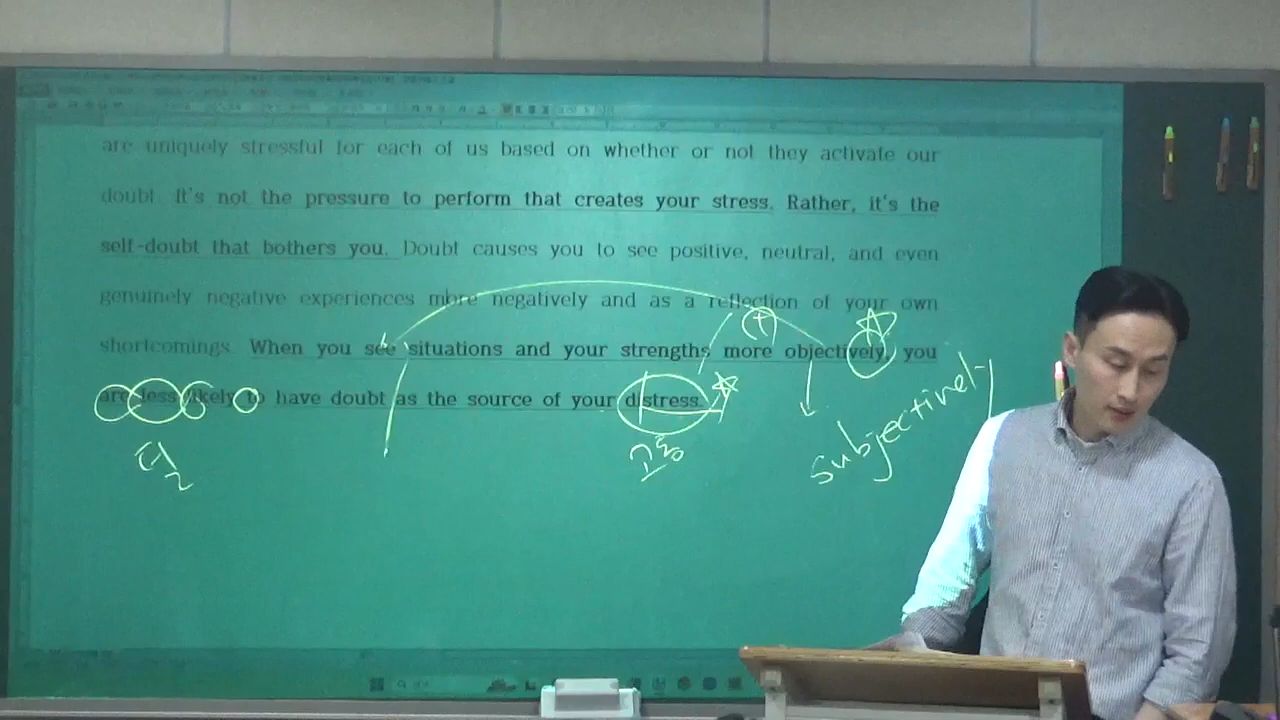 are uniquely stressful for each of us based on whether or not they activate our
doubt. It's not the pressure to perform that creates your stress. Rather, it's the
self-doubt that bothers you. Doubt causes you to see positive, neutral, and even
genuinely negative experiences more negatively and as a reflection of your own
shortcomings. When you see situations and your strengths more objectively, you
are less likely to have doubt as the source of your distress.
subjectively